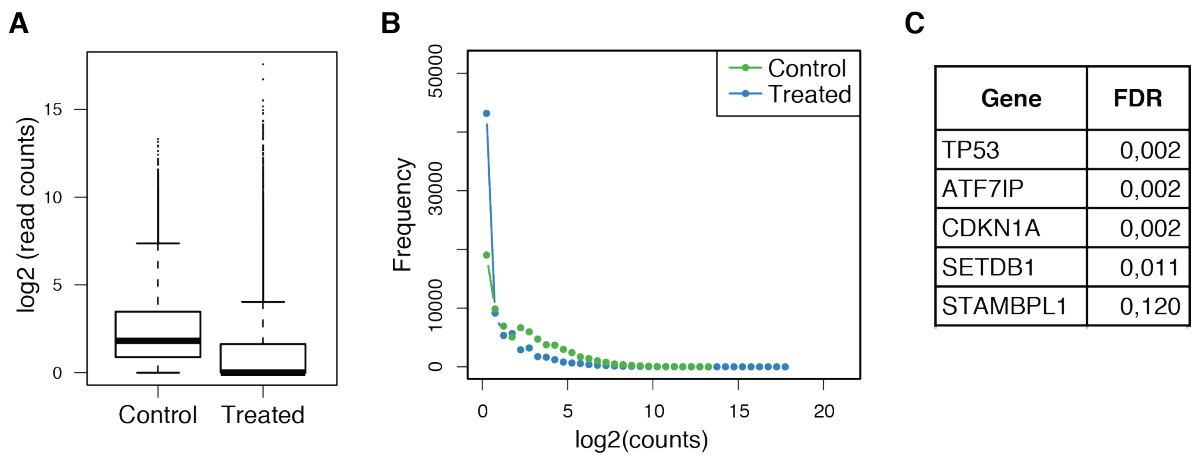 A
log2 (read counts)
15
10
5
0
Control
Treated
B
Frequency
50000
30000
10000
0
Control
Treated
0
5
10
15
20
log2(counts)
C
Gene FDR
TP53 0,002
ATF7IP 0,002
CDKN1A 0,002
SETDB1 0,011
STAMBPL1 0,120